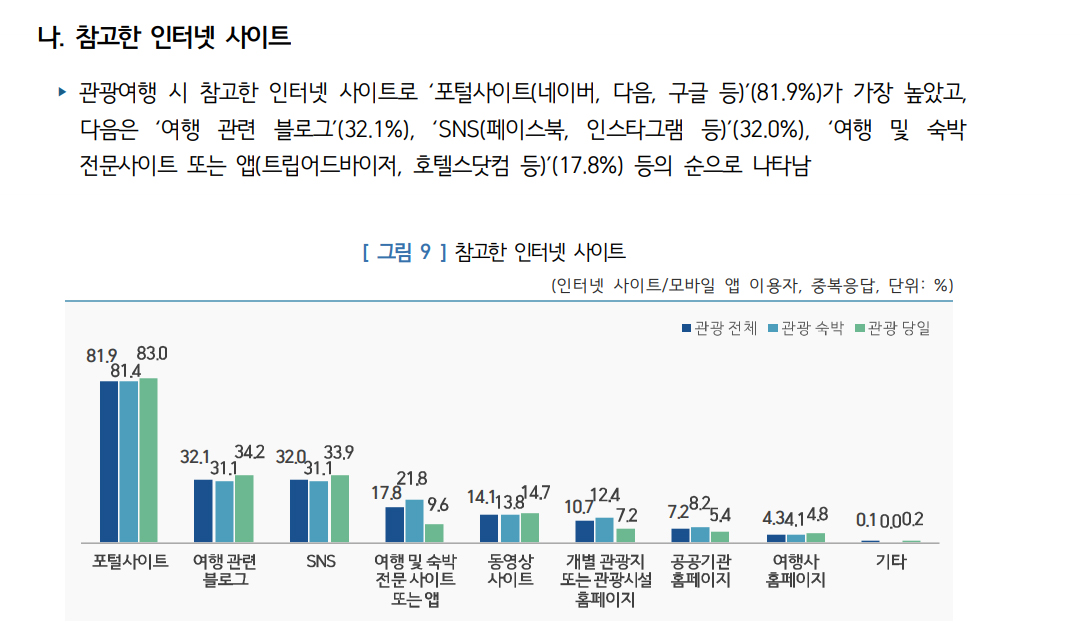 나. 참고한 인터넷 사이트
▸ 관광여행 시 참고한 인터넷 사이트로 ‘포털사이트(네이버, 다음, 구글 등)’(81.9%)가 가장 높았고,
다음은 ‘여행 관련 블로그’(32.1%), ‘SNS(페이스북, 인스타그램 등)’(32.0%), ‘여행 및 숙박
전문사이트 또는 앱(트립어드바이저, 호텔스닷컴 등)’(17.8%) 등의 순으로 나타남
[ 그림 9 ] 참고한 인터넷 사이트
(인터넷 사이트/모바일 앱 이용자, 중복응답, 단위: %)
관광 전체 관광 숙박 관광 당일
81.9 81.4 83.0
32.1 31.1 34.2
32.0 31.1 33.9
17.8 21.8 9.6
14.1 13.8 14.7
10.7 12.4 7.2
7.2 8.2 5.4
4.3 4.1 4.8
0.1 0.0 0.2
포털사이트
여행 관련
블로그
SNS
여행 및 숙박
전문 사이트
또는 앱
동영상
사이트
개별 관광지
또는 관광시설
홈페이지
공공기관
홈페이지
여행사
홈페이지
기타